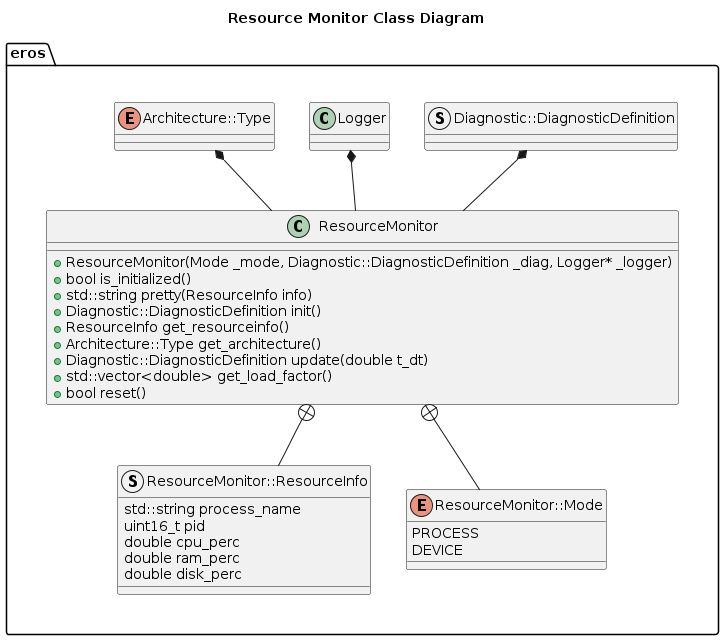 Resource Monitor Class Diagram
eros
E Architecture::Type
C Logger
S Diagnostic::DiagnosticDefinition
C ResourceMonitor
ResourceMonitor(Mode _mode, Diagnostic::DiagnosticDefinition _diag, Logger* _logger)
bool is_initialized()
std::string pretty(ResourceInfo info)
Diagnostic::DiagnosticDefinition init()
ResourceInfo get_resourceinfo()
Architecture::Type get_architecture()
Diagnostic::DiagnosticDefinition update(double t_dt)
std::vector<double> get_load_factor()
bool reset()
S ResourceMonitor::ResourceInfo
std::string process_name
uint16_t pid
double cpu_perc
double ram_perc
double disk_perc
E ResourceMonitor::Mode
PROCESS
DEVICE